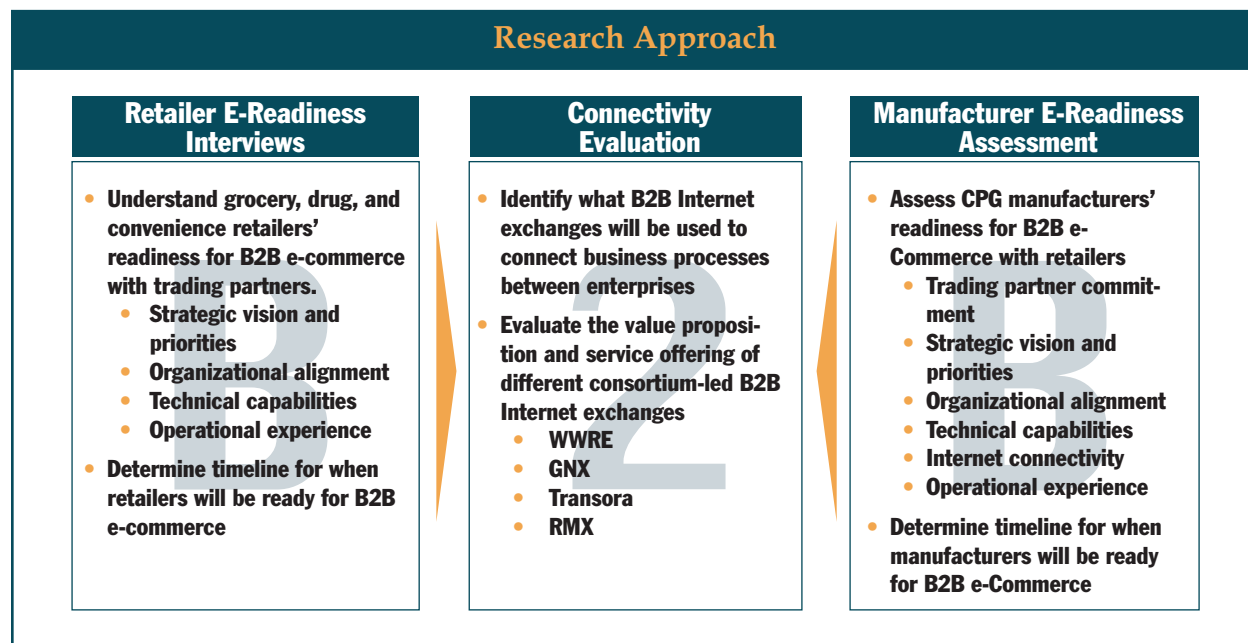 Research Approach
Retailer E-Readiness
Interviews
• Understand grocery, drug, and
convenience retailers'
readiness for B2B e-commerce
with trading partners.
• Strategic vision and
priorities
• Organizational alignment
• Technical capabilities
• Operational experience
• Determine timeline for when
retailers will be ready for B2B
e-commerce
B
Connectivity
Evaluation
• Identify what B2B Internet
exchanges will be used to
connect business processes
between enterprises
• Evaluate the value proposi-
tion and service offering of
different consortium-led B2B
Internet exchanges
• WWRE
• GNX
• Transora
• RMX
2
Manufacturer E-Readiness
Assessment
• Assess CPG manufacturers'
readiness for B2B e-
Commerce with retailers
• Trading partner commit-
ment
• Strategic vision and
priorities
• Organizational alignment
• Technical capabilities
• Internet connectivity
• Operational experience
• Determine timeline for when
manufacturers will be ready
for B2B e-Commerce
B